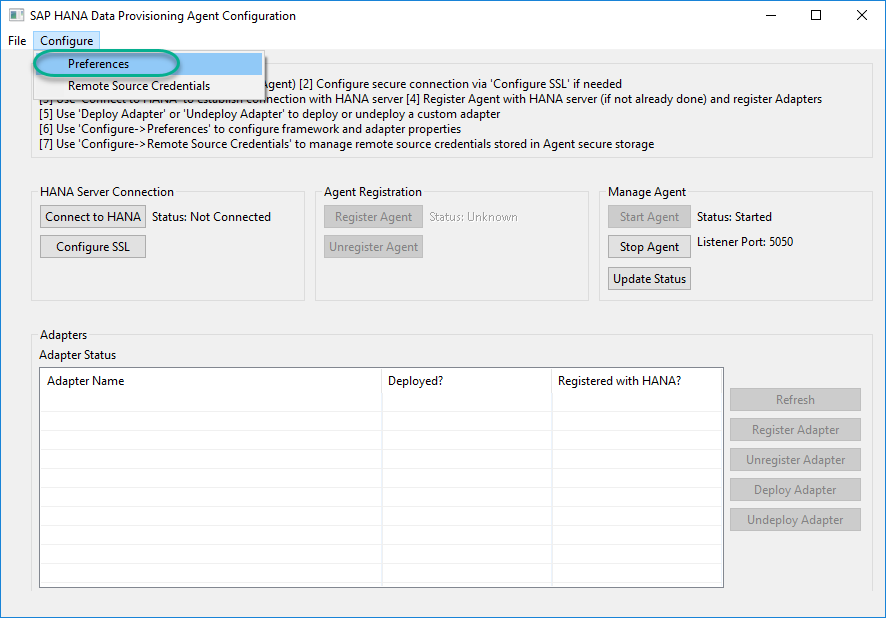 SAP HANA Data Provisioning Agent Configuration
File Configure
Preferences
Remote Source Credentials
Agent) [2] Configure secure connection via 'Configure SSL' if needed
[3] Use 'Connect to HANA' to establish connection with HANA server [4] Register Agent with HANA server (if not already done) and register Adapters
[5] Use 'Deploy Adapter' or 'Undeploy Adapter' to deploy or undeploy a custom adapter
[6] Use 'Configure->Preferences' to configure framework and adapter properties
[7] Use 'Configure->Remote Source Credentials' to manage remote source credentials stored in Agent secure storage
HANA Server Connection
Connect to HANA Status: Not Connected
Configure SSL
Agent Registration
Register Agent Status: Unknown
Unregister Agent
Manage Agent
Start Agent Status: Started
Stop Agent Listener Port: 5050
Update Status
Adapters
Adapter Status
Adapter Name Deployed? Registered with HANA?
Refresh
Register Adapter
Unregister Adapter
Deploy Adapter
Undeploy Adapter